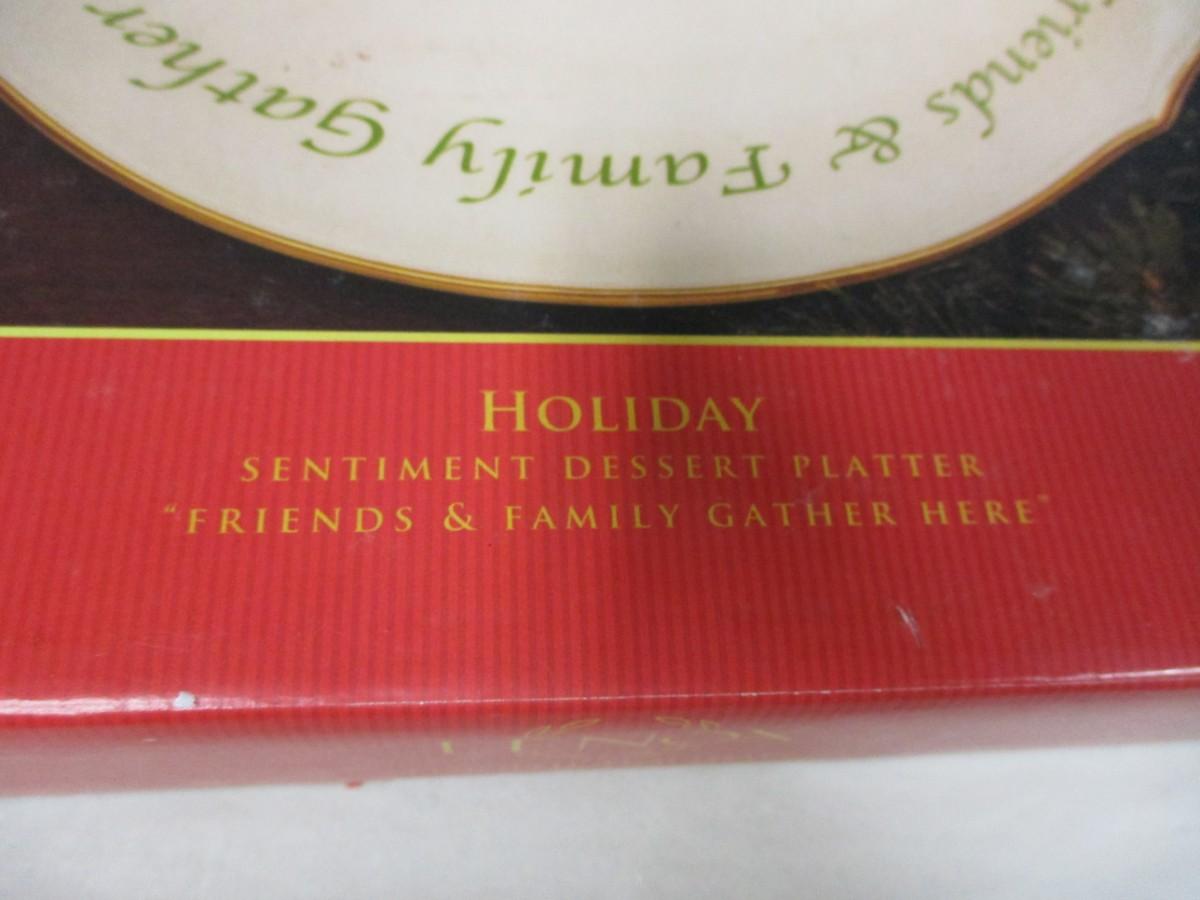 Friends & Family Gather
HOLIDAY
SENTIMENT DESSERT PLATTER
"FRIENDS & FAMILY GATHER HERE"